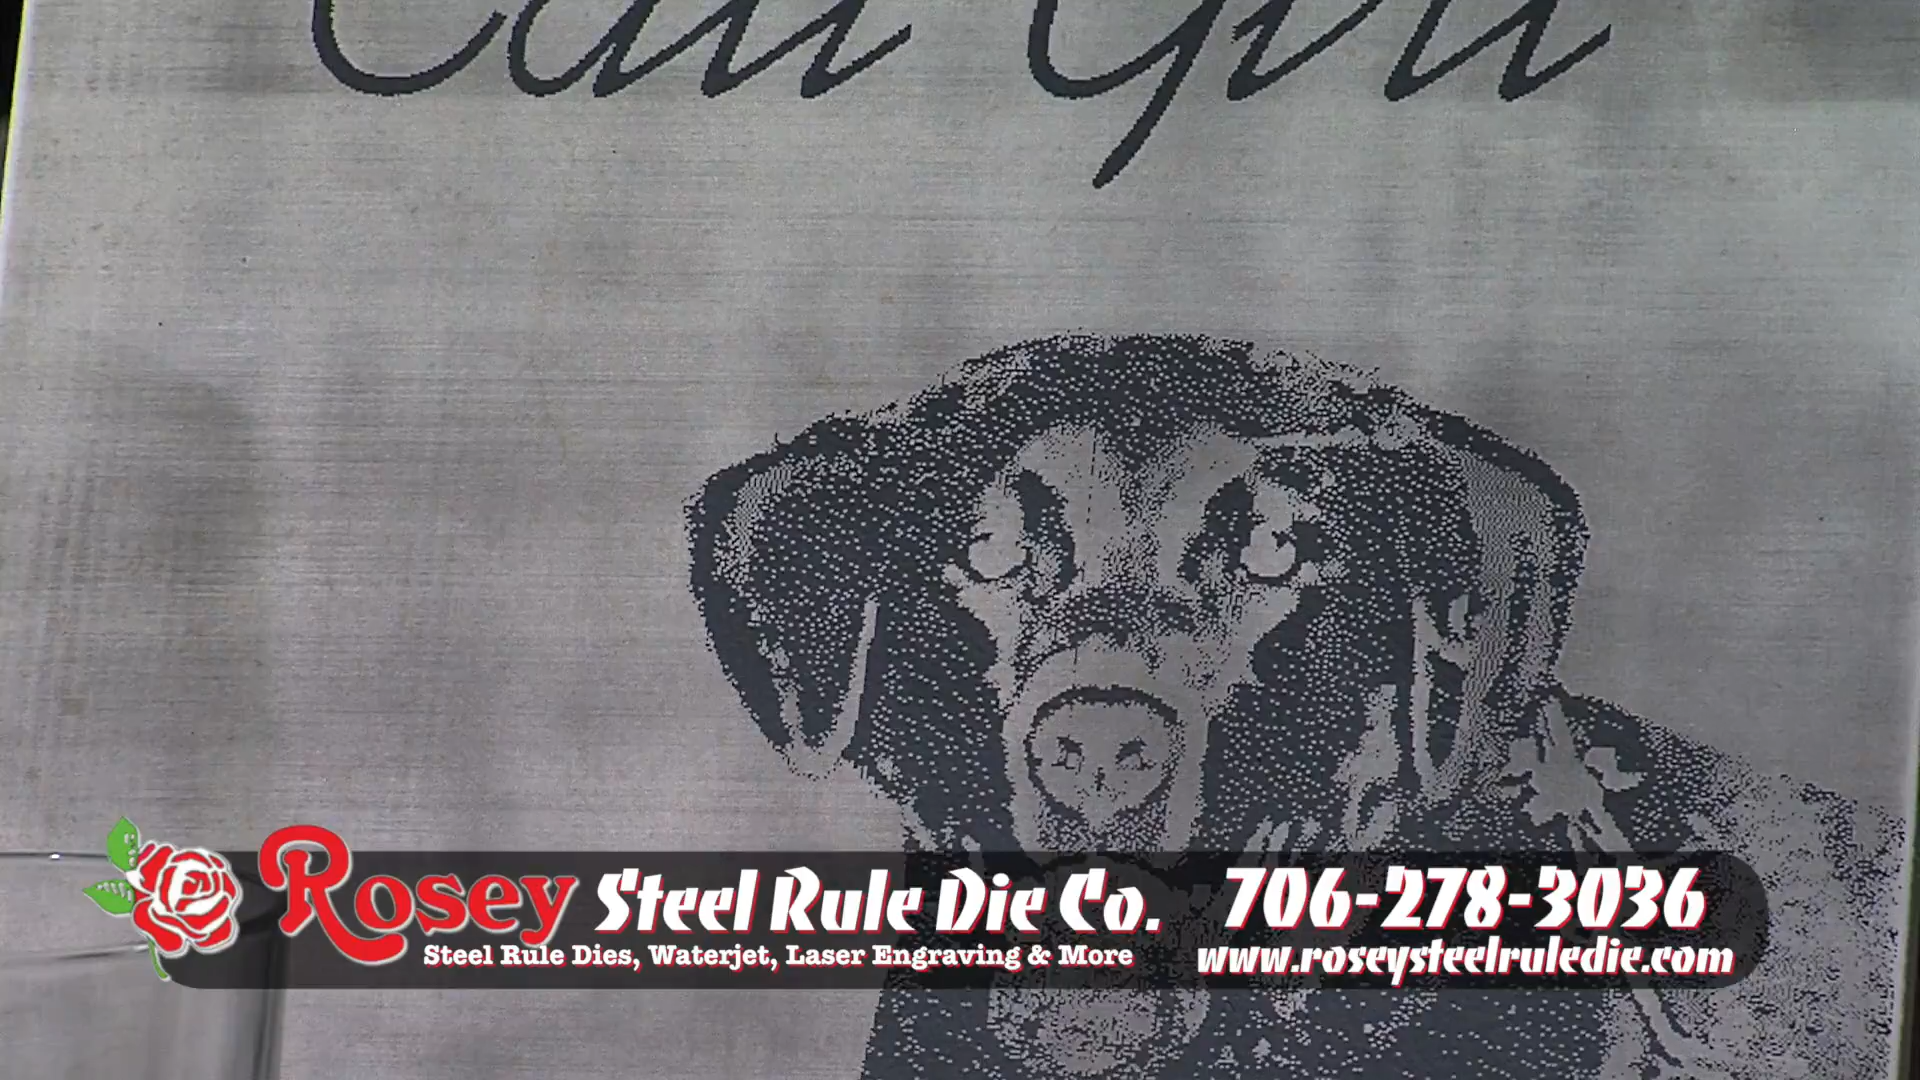 Rosey Steel Rule Die Co.
Steel Rule Dies, Waterjet, Laser Engraving & More
706-278-3036
www.roseysteelruledie.com